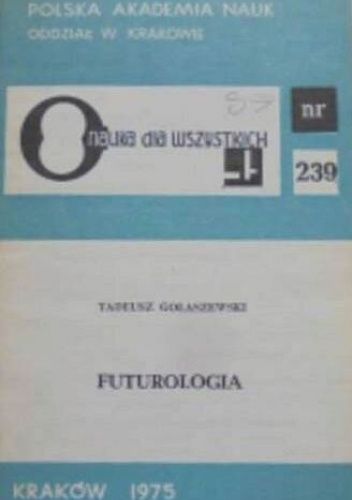 POLSKA AKADEMIA NAUK
ODDZIAŁ W KRAKOWIE
nauka dla wszystkich
nr
239
TADEUSZ GOŁASZEWSKI
FUTUROLOGIA
KRAKÓW 1975